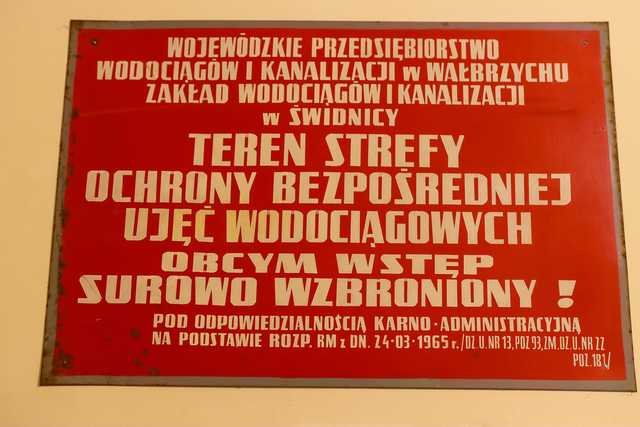 WOJEWÓDZKIE PRZEDSIĘBIORSTWO
WODOCIĄGÓW I KANALIZACJI w WAŁBRZYCHU
ZAKŁAD WODOCIĄGÓW I KANALIZACJI
w ŚWIDNICY
TEREN STREFY
OCHRONY BEZPOŚREDNIEJ
UJĘĆ WODOCIĄGOWYCH
OBCYM WSTĘP
SUROWO WZBRONIONY !
POD ODPOWIEDZIALNOŚCIĄ KARNO-ADMINISTRACYJNĄ
NA PODSTAWIE ROZP. RM z DN. 24-03-1965 r. /DZ.U. NR 13, POZ 93, ZM. DZ.U. NR 22
POZ. 181/